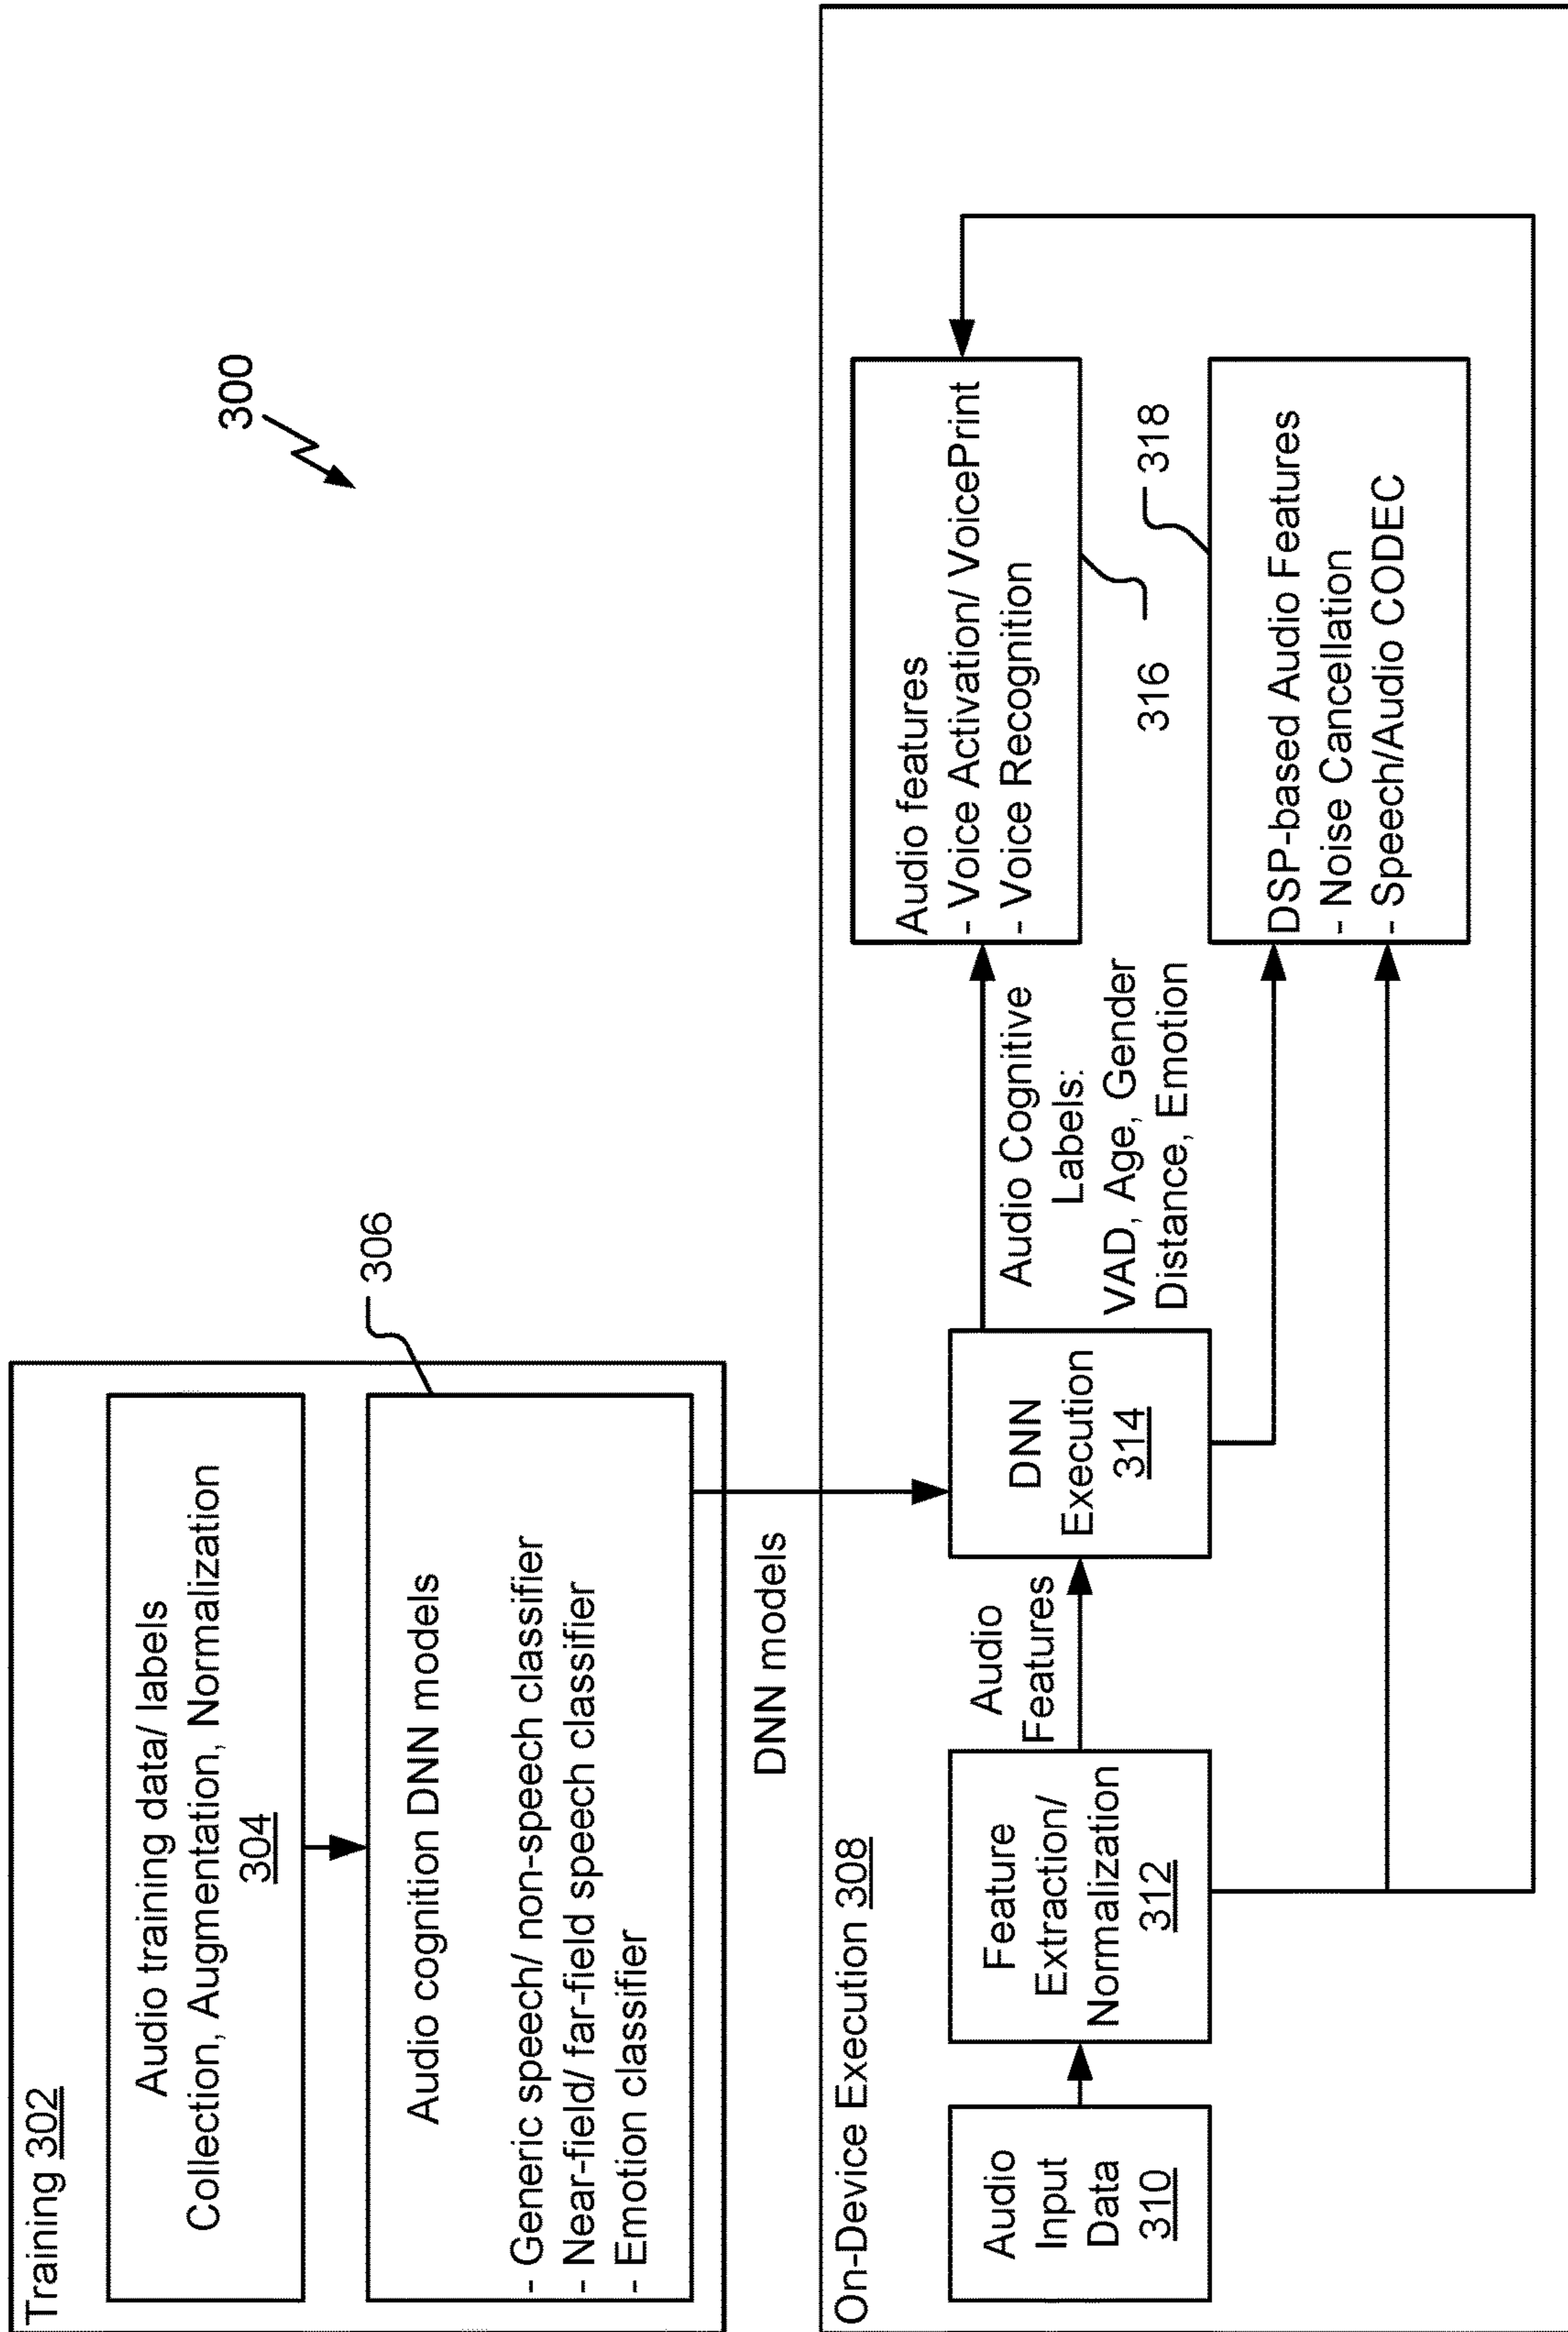 300
Training 302
Audio training data/ labels
Collection, Augmentation, Normalization
304
306
Audio cognition DNN models
- Generic speech/ non-speech classifier
- Near-field/ far-field speech classifier
- Emotion classifier
DNN models
On-Device Execution 308
Audio
Input
Data
310
Feature
Extraction/
Normalization
312
Audio
Features
DNN
Execution
314
Audio Cognitive
Labels:
VAD, Age, Gender
Distance, Emotion
Audio features
- Voice Activation/ VoicePrint
- Voice Recognition
316
318
DSP-based Audio Features
- Noise Cancellation
- Speech/Audio CODEC